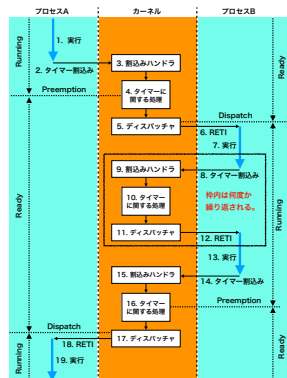 プロセスA
カーネル
プロセスB
1. 実行
Running
2. タイマー割込み
3. 割込みハンドラ
Ready
Preemption
4. タイマーに
関する処理
Dispatch
5. ディスパッチャ
6. RETI
7. 実行
9. 割込みハンドラ
8. タイマー割込み
10. タイマー
に関する処理
枠内は何度か
繰り返される。
Ready
Running
11. ディスパッチャ
12. RETI
13. 実行
15. 割込みハンドラ
14. タイマー割込み
16. タイマー
に関する処理
Preemption
Dispatch
17. ディスパッチャ
18. RETI
Running
Ready
19. 実行